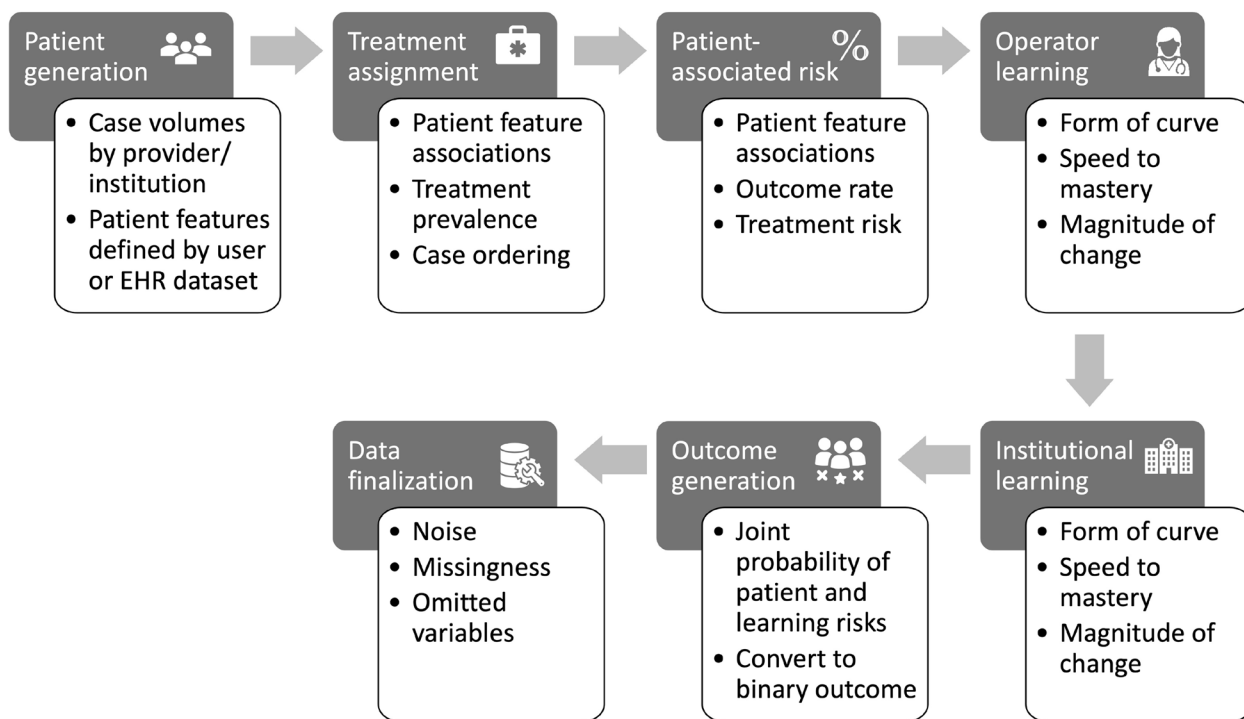 Patient
generation
• Case volumes
by provider/
institution
• Patient features
defined by user
or EHR dataset
Treatment
assignment
• Patient feature
associations
• Treatment
prevalence
• Case ordering
Patient-
associated risk
%
• Patient feature
associations
• Outcome rate
• Treatment risk
Operator
learning
• Form of curve
• Speed to
mastery
• Magnitude of
change
Institutional
learning
• Form of curve
• Speed to
mastery
• Magnitude of
change
Outcome
generation
• Joint
probability of
patient and
learning risks
• Convert to
binary outcome
Data
finalization
• Noise
• Missingness
• Omitted
variables